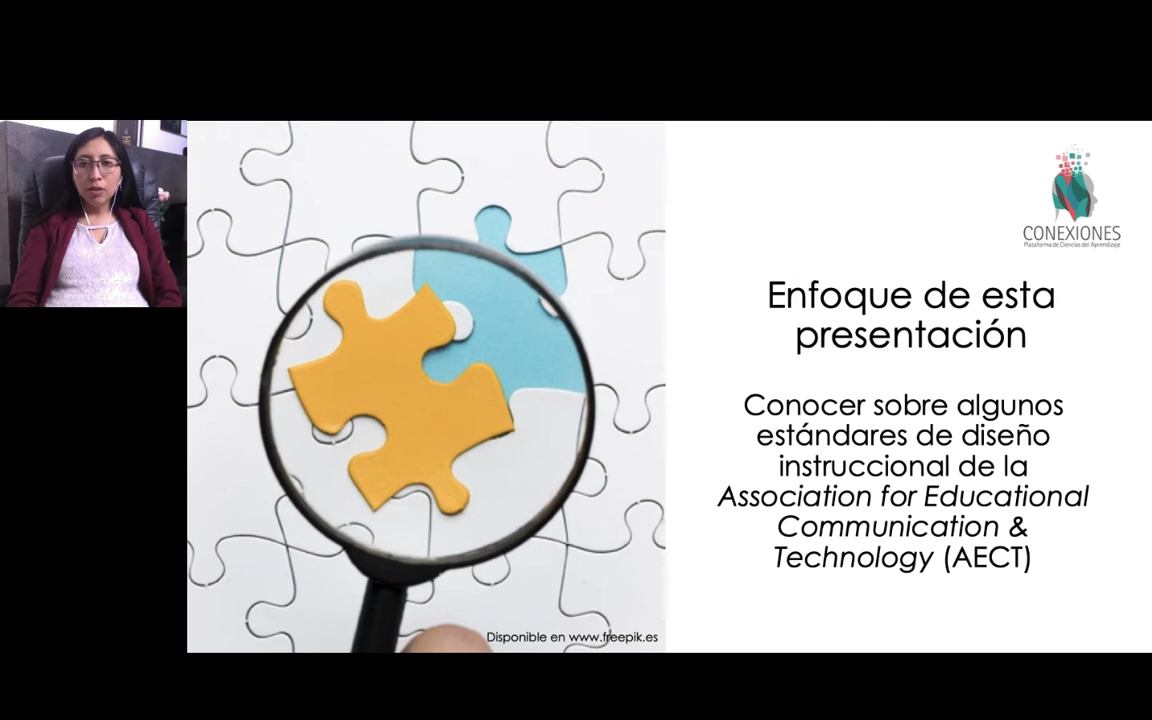 CONEXIONES
Plataforma de Ciencias del Aprendizaje
Enfoque de esta
presentación
Conocer sobre algunos
estándares de diseño
instruccional de la
Association for Educational
Communication &
Technology (AECT)
Disponible en www.freepik.es